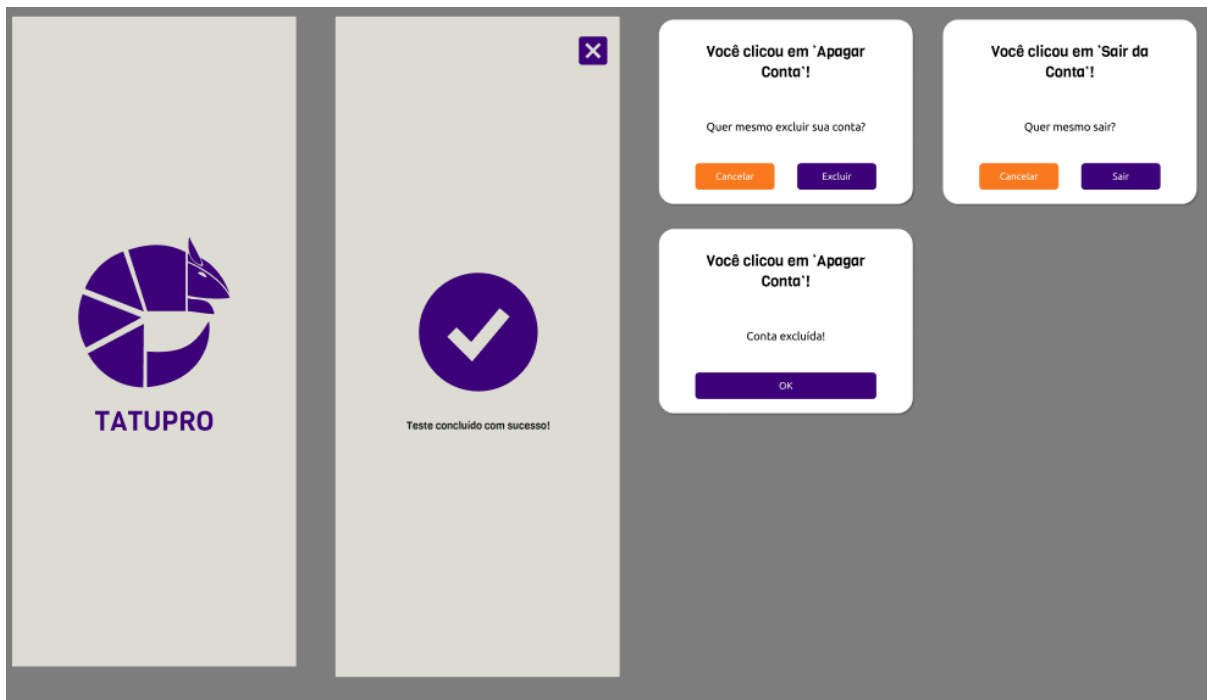 TATUPRO
Teste concluído com sucesso!
Você clicou em `Apagar
Conta`!
Quer mesmo excluir sua conta?
Cancelar
Excluir
Você clicou em `Sair da
Conta`!
Quer mesmo sair?
Cancelar
Sair
Você clicou em `Apagar
Conta`!
Conta excluída!
OK